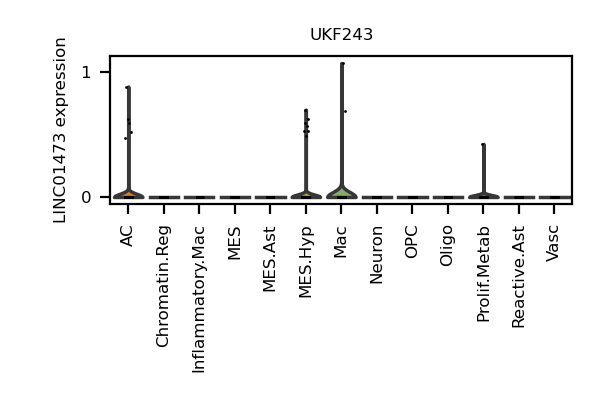 UKF243
LINC01473 expression
1
0
AC
Chromatin.Reg
Inflammatory.Mac
MES
MES.Ast
MES.Hyp
Mac
Neuron
OPC
Oligo
Prolif.Metab
Reactive.Ast
Vasc